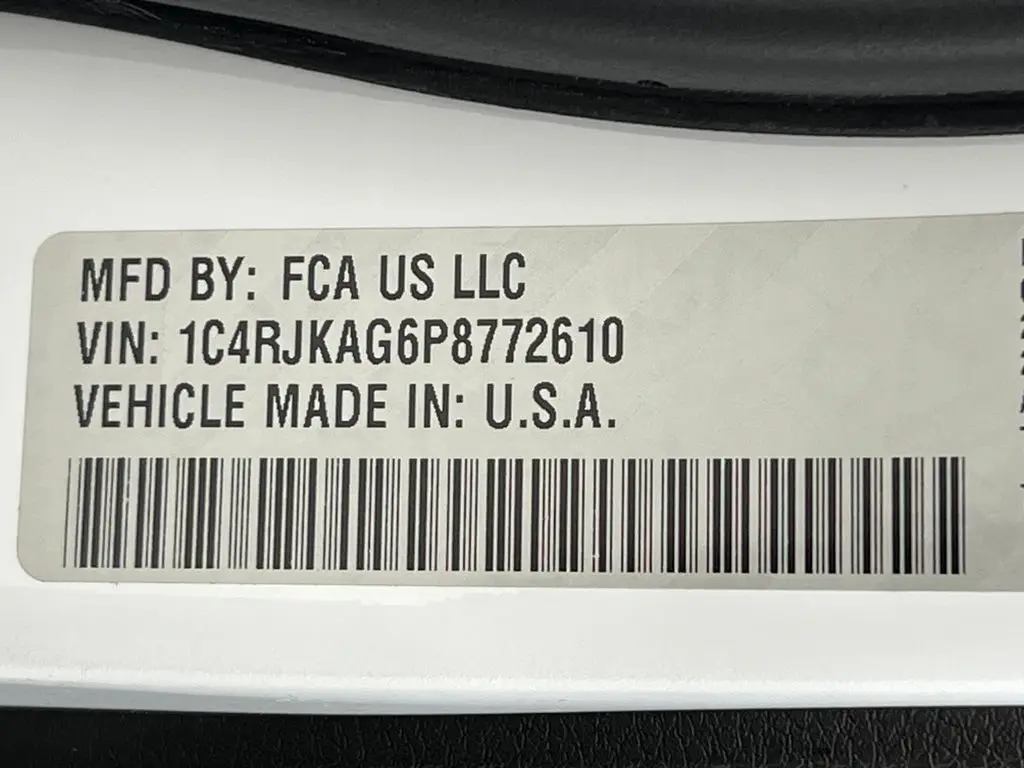 MFD BY: FCA US LLC
VIN: 1C4RJKAG6P8772610
VEHICLE MADE IN: U.S.A.